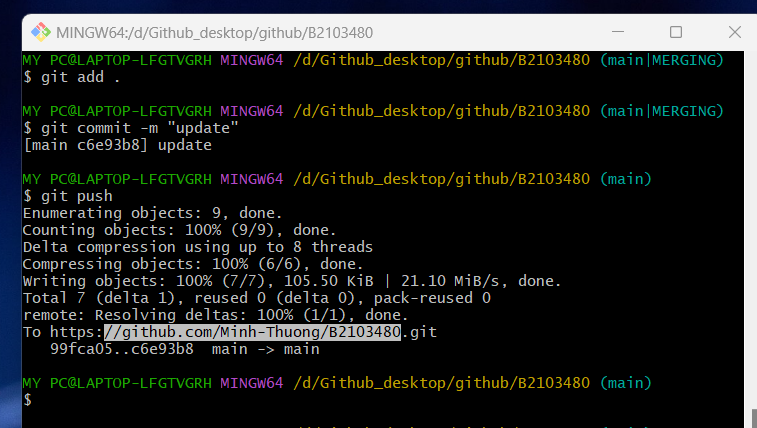 MINGW64:/d/Github_desktop/github/B2103480
MY PC@LAPTOP-LFGTVGRH MINGW64 /d/Github_desktop/github/B2103480 (main|MERGING)
$ git add .
MY PC@LAPTOP-LFGTVGRH MINGW64 /d/Github_desktop/github/B2103480 (main|MERGING)
$ git commit -m "update"
[main c6e93b8] update
MY PC@LAPTOP-LFGTVGRH MINGW64 /d/Github_desktop/github/B2103480 (main)
$ git push
Enumerating objects: 9, done.
Counting objects: 100% (9/9), done.
Delta compression using up to 8 threads
Compressing objects: 100% (6/6), done.
Writing objects: 100% (7/7), 105.50 KiB | 21.10 MiB/s, done.
Total 7 (delta 1), reused 0 (delta 0), pack-reused 0
remote: Resolving deltas: 100% (1/1), done.
To https://github.com/Minh-Thuong/B2103480.git
   99fca05..c6e93b8  main -> main
MY PC@LAPTOP-LFGTVGRH MINGW64 /d/Github_desktop/github/B2103480 (main)
$